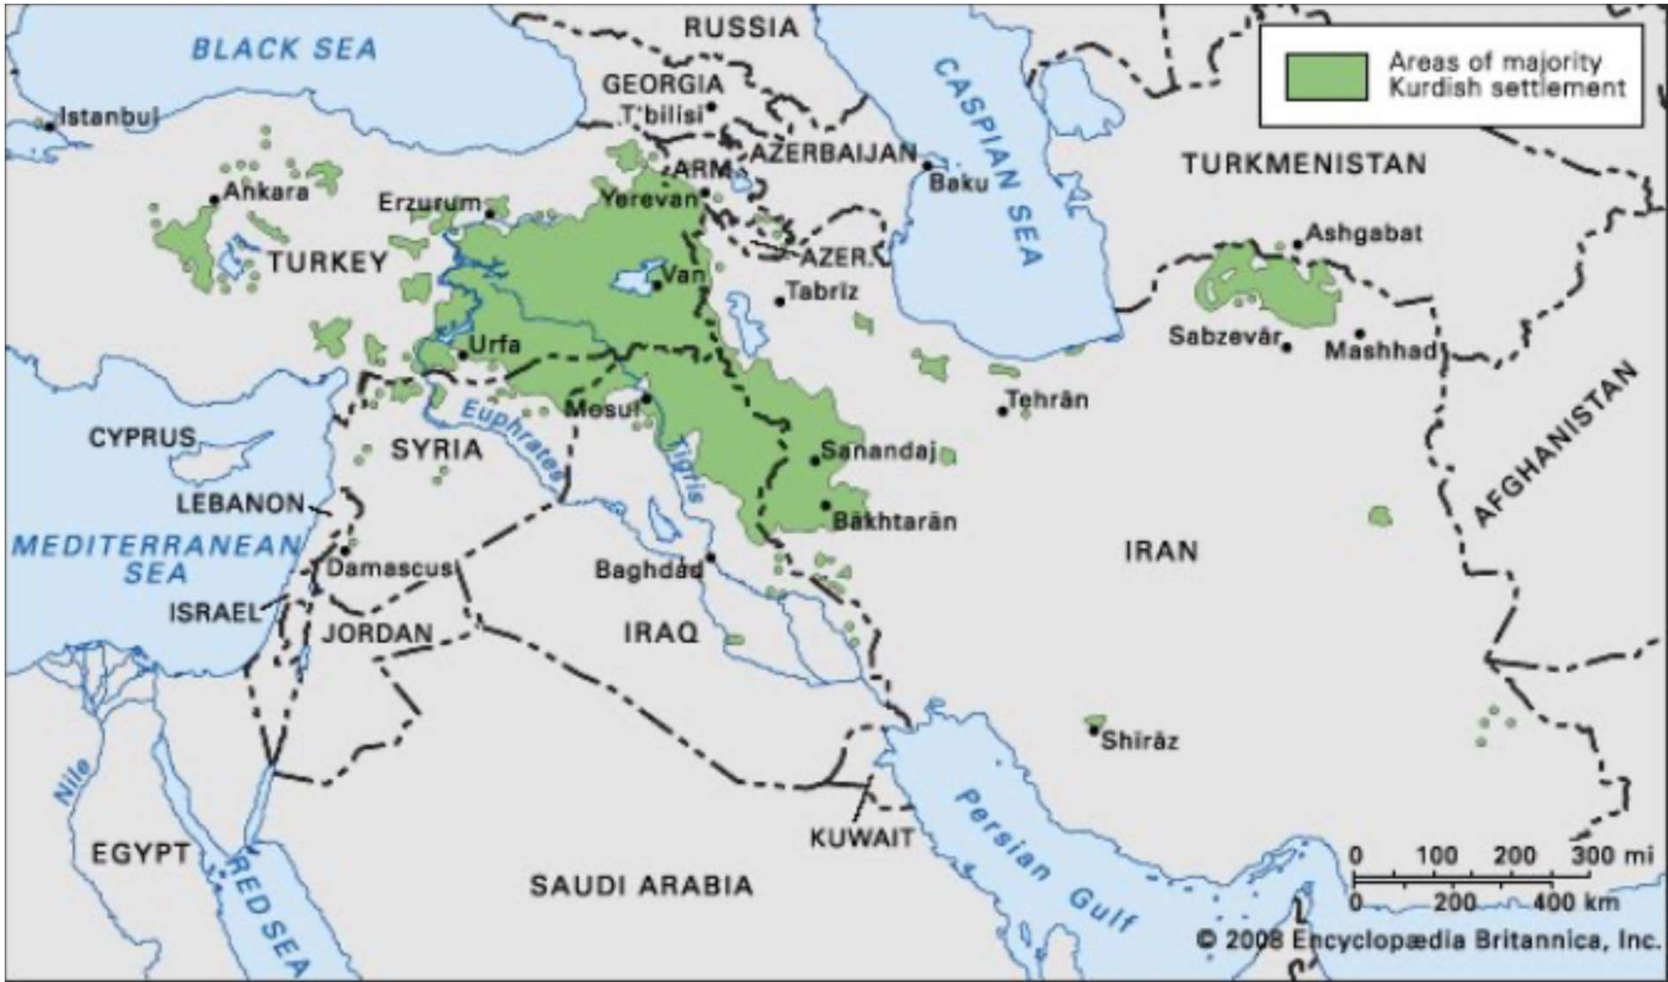 RUSSIA
BLACK SEA
GEORGIA
T'bilisi
Istanbul
CASPIAN SEA
Areas of majority
Kurdish settlement
AZERBAIJAN
ARM.
Baku
TURKMENISTAN
Ankara
Erzurum
Yerevan
Ashgabat
TURKEY
AZER.
Van
Tabrīz
Sabzevār
Mashhad
Urfa
Tehrān
Mosul
Euphrates
CYPRUS
SYRIA
Tigris
Sanandaj
AFGHANISTAN
LEBANON
Bākhtarān
MEDITERRANEAN
SEA
IRAN
Damascus
Baghdād
ISRAEL
JORDAN
IRAQ
Shīrāz
Nile
KUWAIT
Persian Gulf
EGYPT
RED SEA
SAUDI ARABIA
0 100 200 300 mi
0 200 400 km
© 2008 Encyclopædia Britannica, Inc.